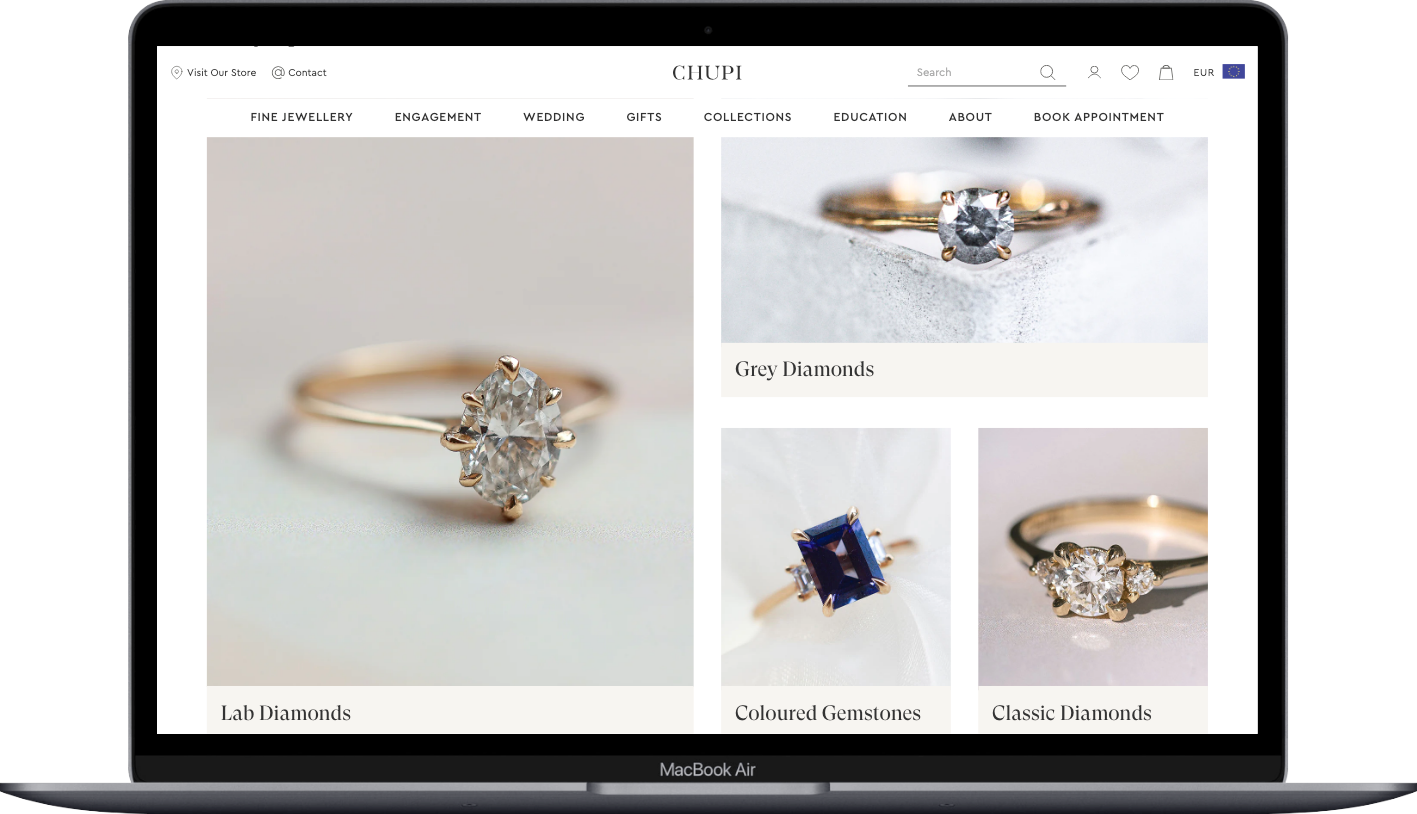 Visit Our Store
Contact
CHUPI
Search
EUR
FINE JEWELLERY
ENGAGEMENT
WEDDING
GIFTS
COLLECTIONS
EDUCATION
ABOUT
BOOK APPOINTMENT
Grey Diamonds
Lab Diamonds
Coloured Gemstones
Classic Diamonds
MacBook Air